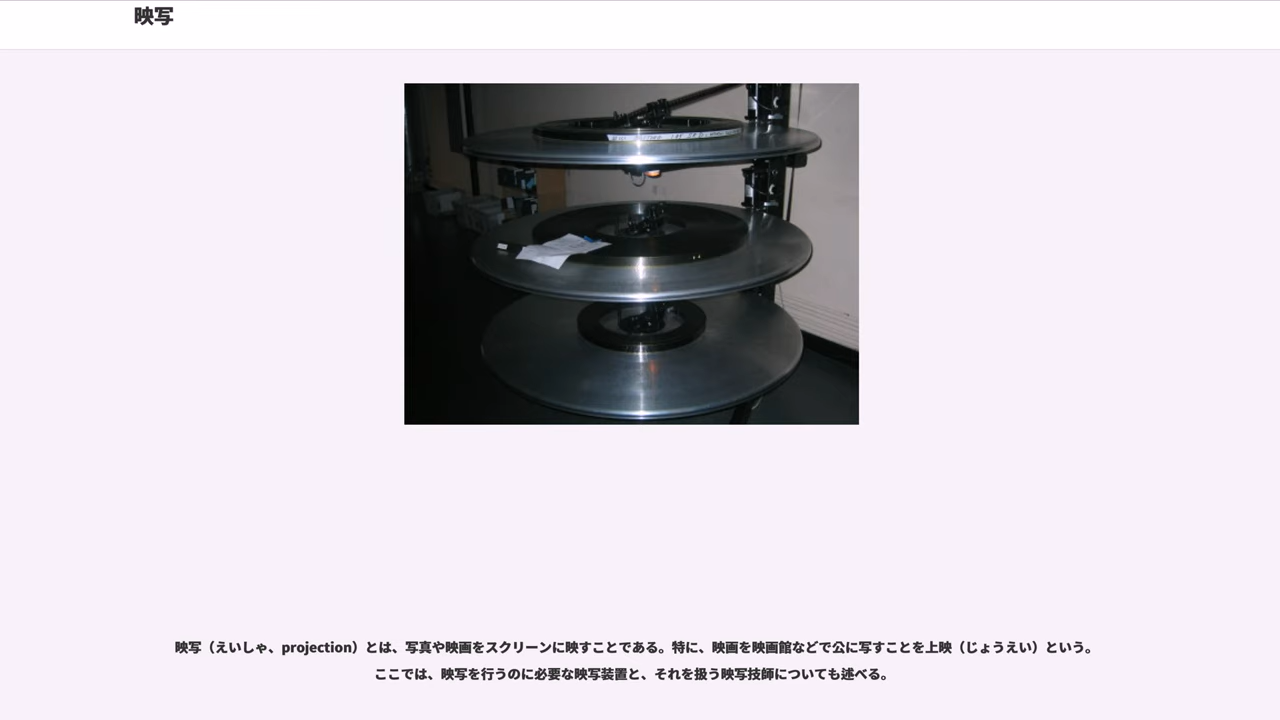 映写
映写（えいしゃ、projection）とは、写真や映画をスクリーンに映すことである。特に、映画を映画館などで公に写すことを上映（じょうえい）という。
ここでは、映写を行うのに必要な映写装置と、それを扱う映写技師についても述べる。